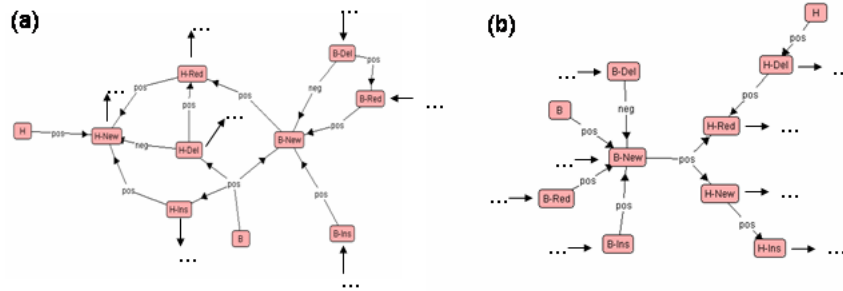 (a)
...
...
B-Del
pos
neg
H-Red
B-Red
...
...
pos
pos
pos
pos
...
H
pos
H-New
neg
H-Del
B-New
pos
pos
pos
H-Ins
B
B-Ins
...
...
(b)
H
pos
...
B-Del
H-Del
...
neg
pos
B
pos
H-Red
...
...
B-New
pos
...
B-Red
pos
H-New
...
pos
pos
...
B-Ins
H-Ins
...